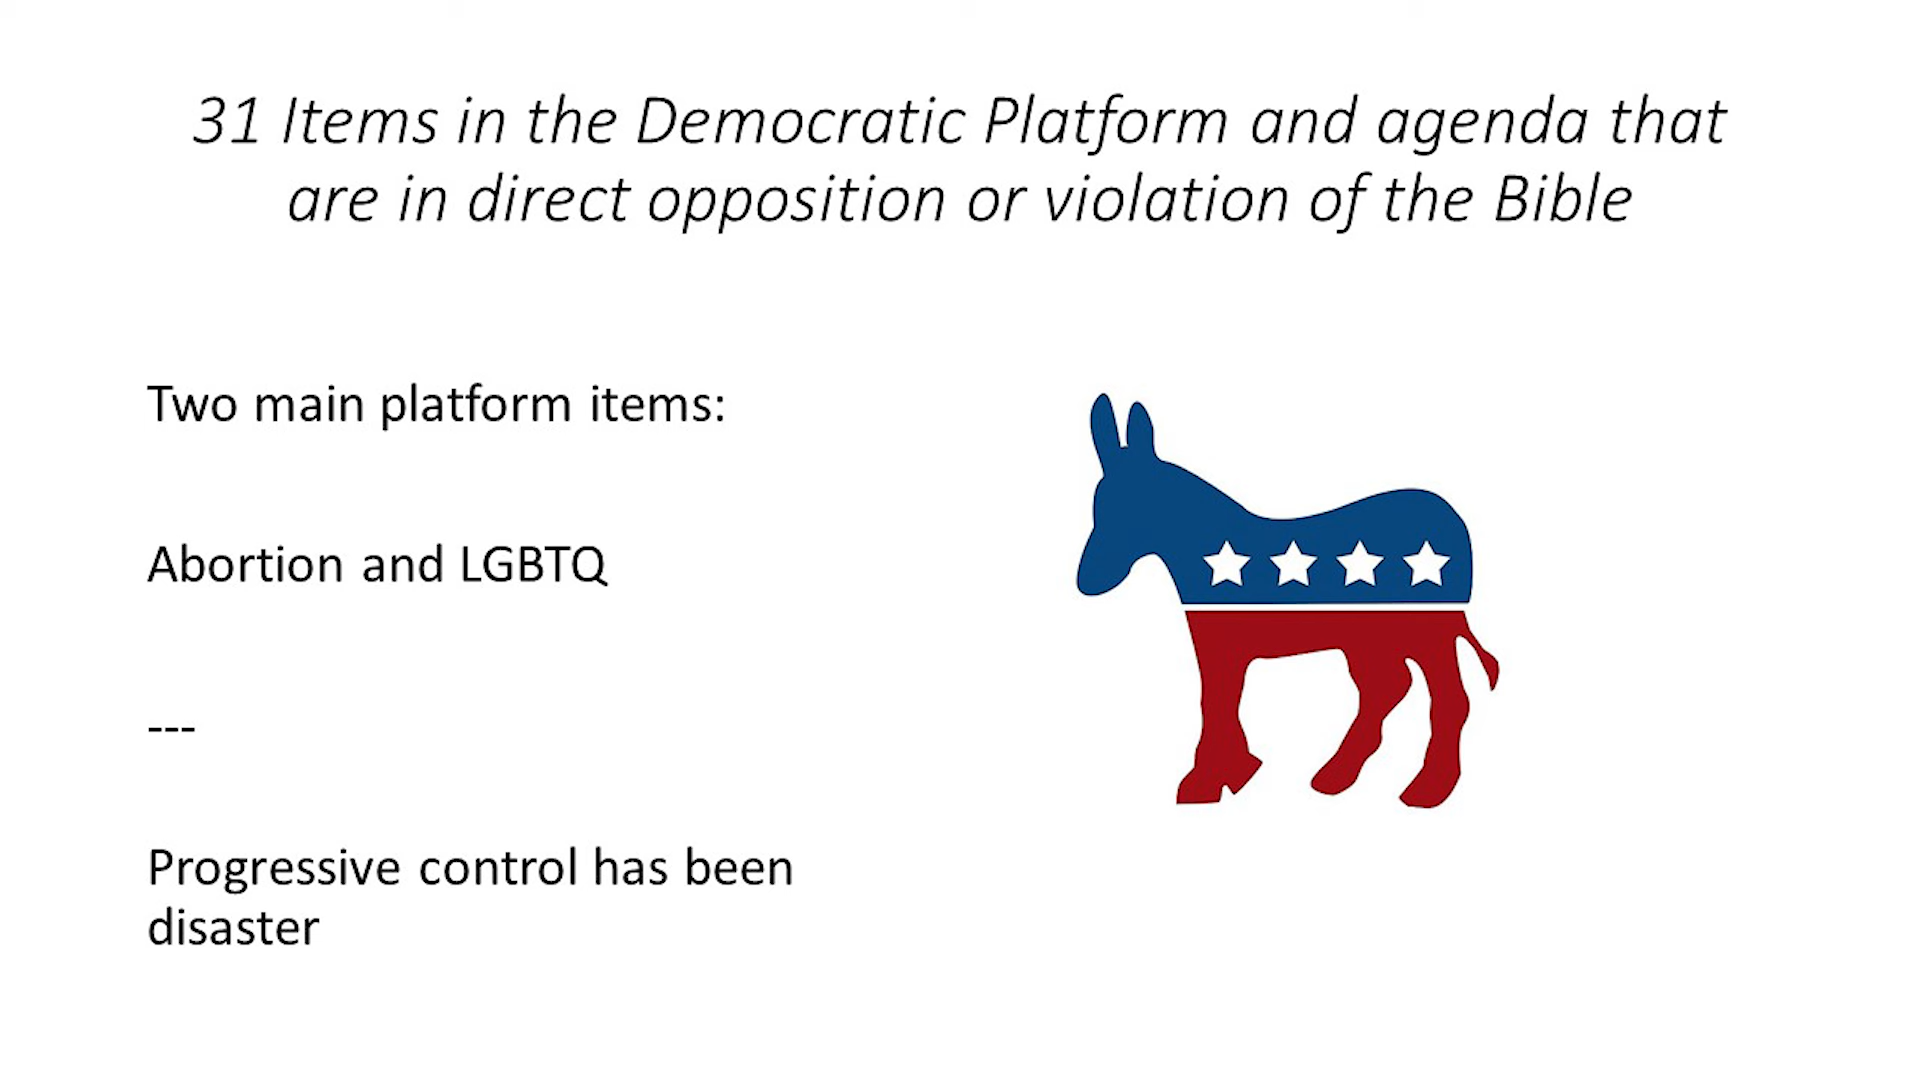 31 Items in the Democratic Platform and agenda that
are in direct opposition or violation of the Bible
Two main platform items:
Abortion and LGBTQ
---
Progressive control has been
disaster